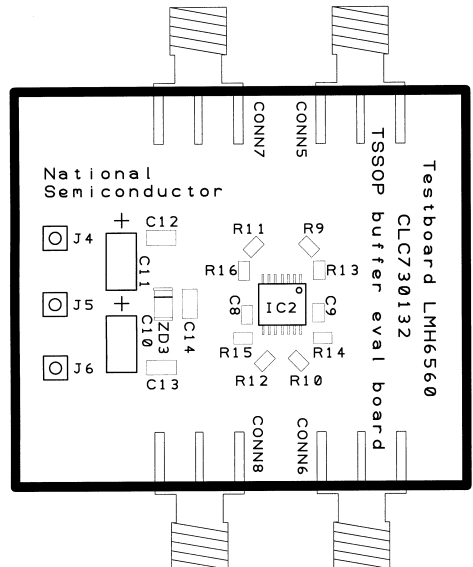 CONN7
CONN5
National
Semiconductor
Testboard LMH6560
CLC730132
TSSOP buffer eval board
C12
R11
R9
J4
+
C11
R16
R13
J5
+
C10
ZD3
C14
C8
IC2
C9
R15
R14
J6
C13
R12
R10
CONN8
CONN6